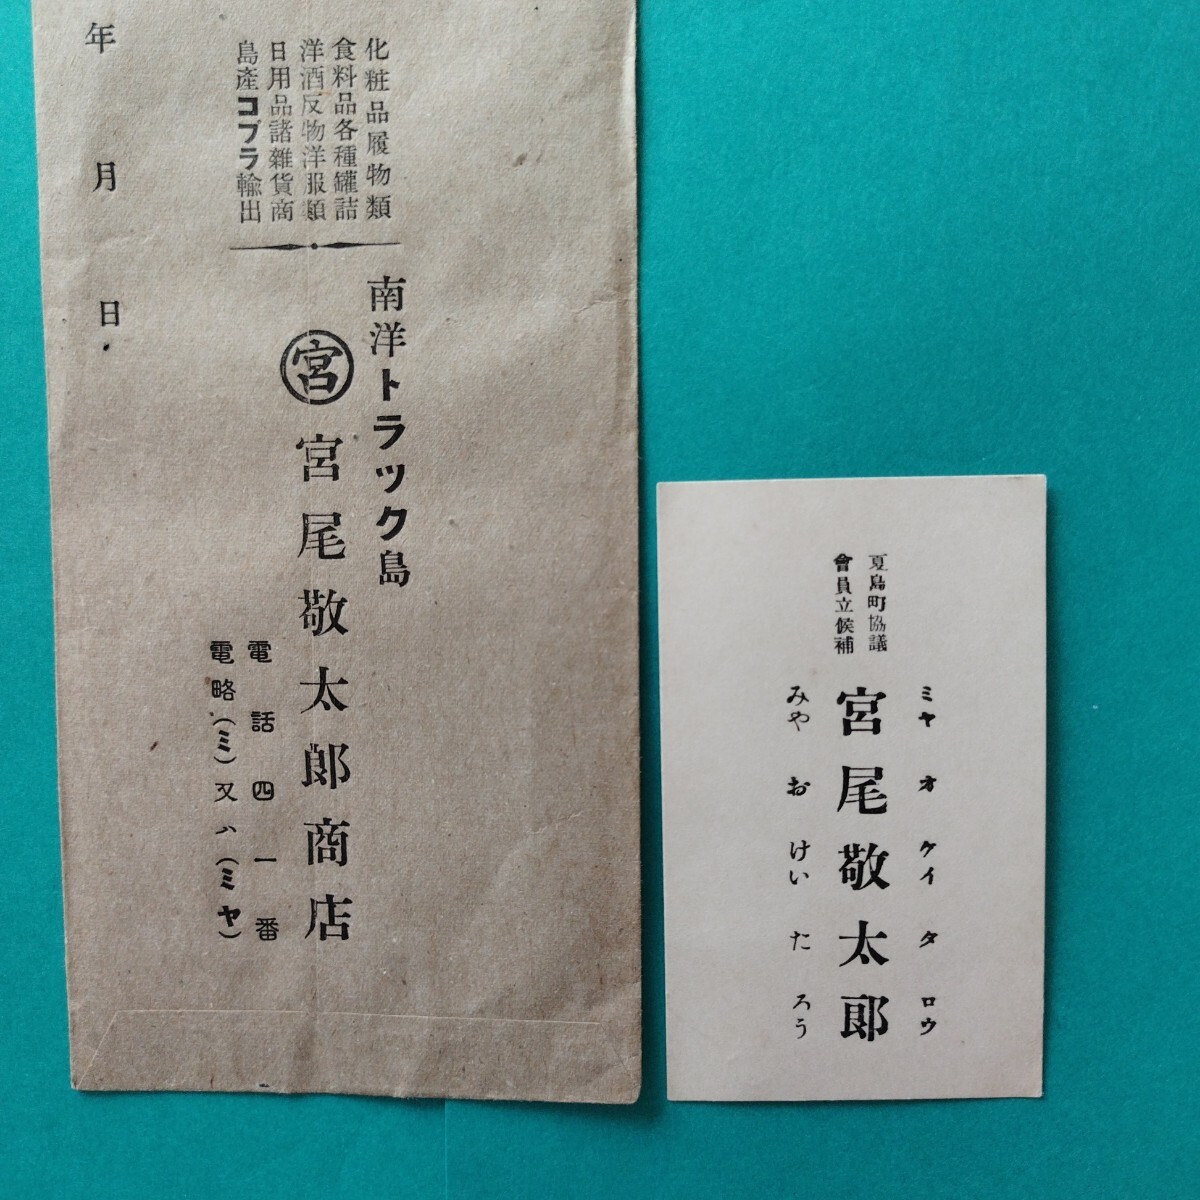 化粧品履物類
食料品各種罐詰
洋酒反物洋服類
日用品諸雜貨商
島產コプラ輸出
南洋トラック島
宮 宮尾敬太郞商店
電話四一番
電略(ミ)又ハ(ミヤ)
年 月 日
夏島町協議
會員立候補
ミヤ オ ケイ タ ロウ
宮尾敬太郞
みや お けい た ろう